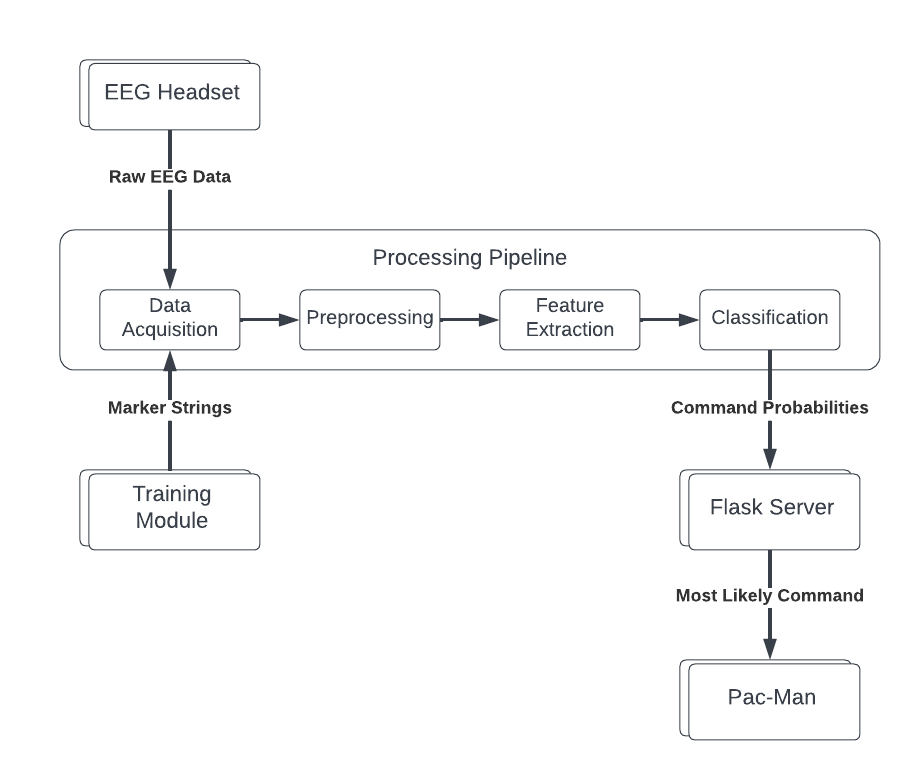 EEG Headset
Raw EEG Data
Processing Pipeline
Data
Acquisition
Preprocessing
Feature
Extraction
Classification
Marker Strings
Command Probabilities
Training
Module
Flask Server
Most Likely Command
Pac-Man